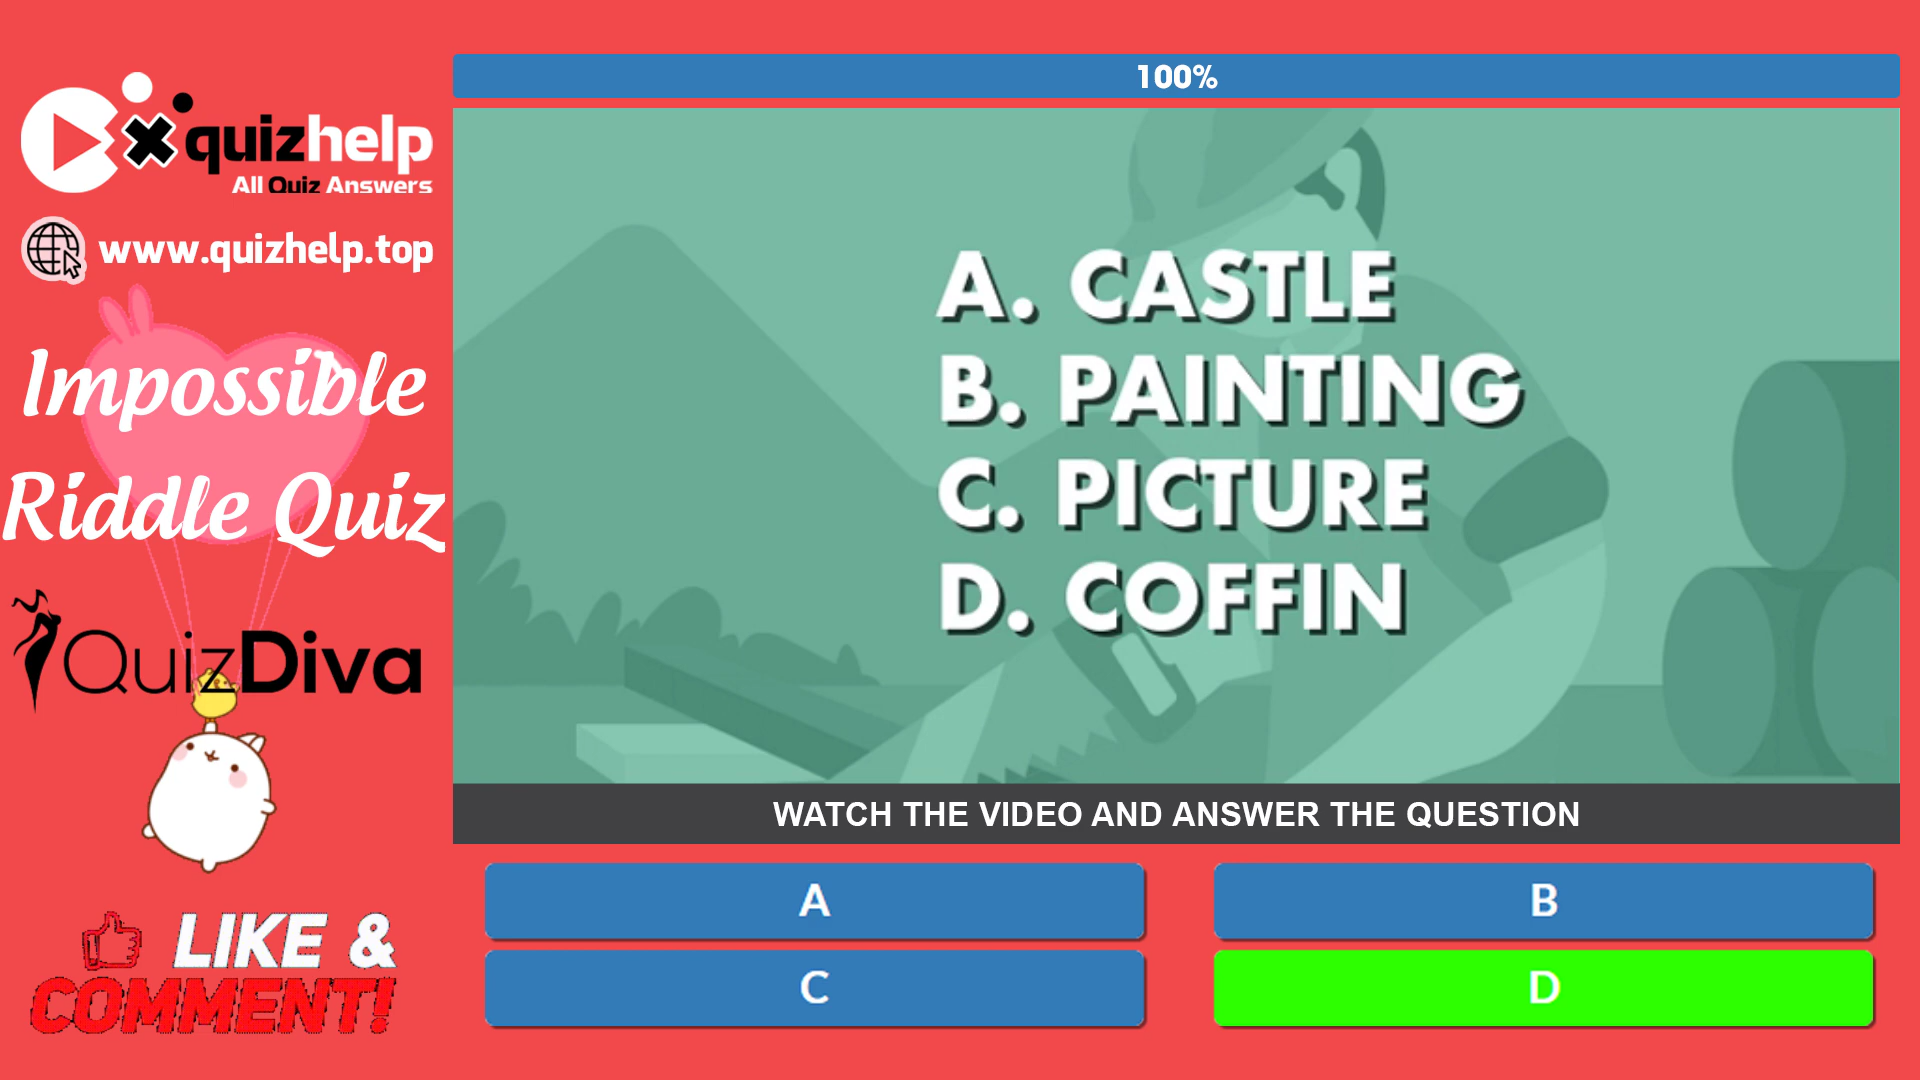 100%
quizhelp
All Quiz Answers
www.quizhelp.top
Impossible
Riddle Quiz
QuizDiva
LIKE &
COMMENT!
A. CASTLE
B. PAINTING
C. PICTURE
D. COFFIN
WATCH THE VIDEO AND ANSWER THE QUESTION
A
B
C
D